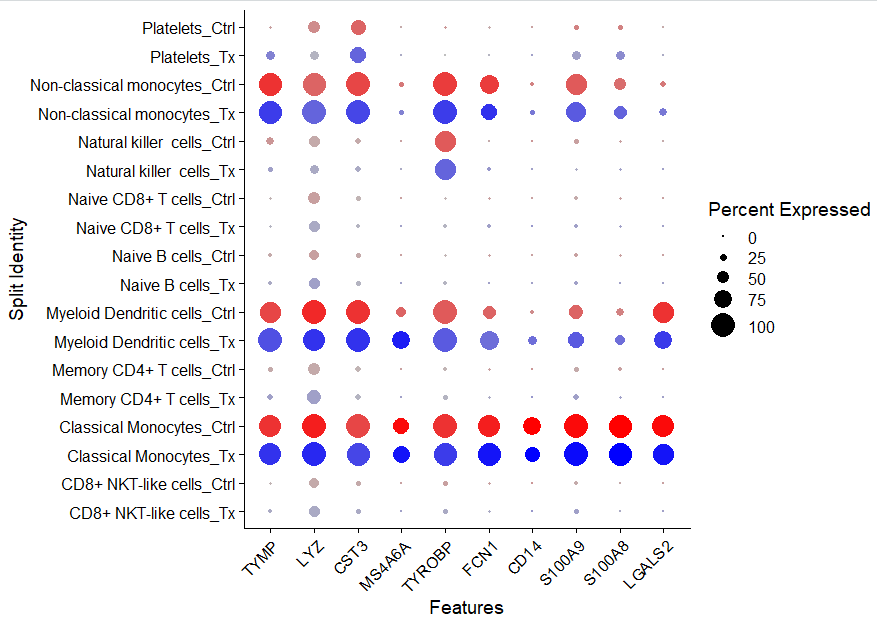 Platelets_Ctrl
Platelets_Tx
Non-classical monocytes_Ctrl
Non-classical monocytes_Tx
Natural killer  cells_Ctrl
Natural killer  cells_Tx
Naive CD8+ T cells_Ctrl
Naive CD8+ T cells_Tx
Naive B cells_Ctrl
Naive B cells_Tx
Myeloid Dendritic cells_Ctrl
Myeloid Dendritic cells_Tx
Memory CD4+ T cells_Ctrl
Memory CD4+ T cells_Tx
Classical Monocytes_Ctrl
Classical Monocytes_Tx
CD8+ NKT-like cells_Ctrl
CD8+ NKT-like cells_Tx
Split Identity
TYMP
LYZ
CST3
MS4A6A
TYROBP
FCN1
CD14
S100A9
S100A8
LGALS2
Features
Percent Expressed
0
25
50
75
100